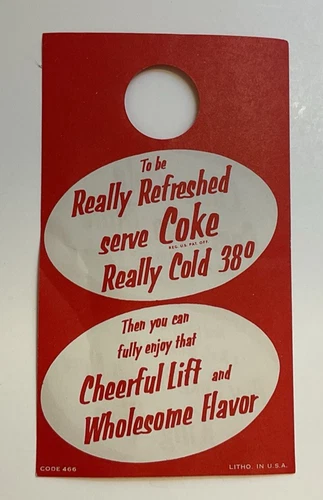 To be
Really Refreshed
serve Coke
REG. U.S. PAT. OFF.
Really Cold 38º
Then you can
fully enjoy that
Cheerful Lift and
Wholesome Flavor
CODE 466
LITHO. IN U.S.A.